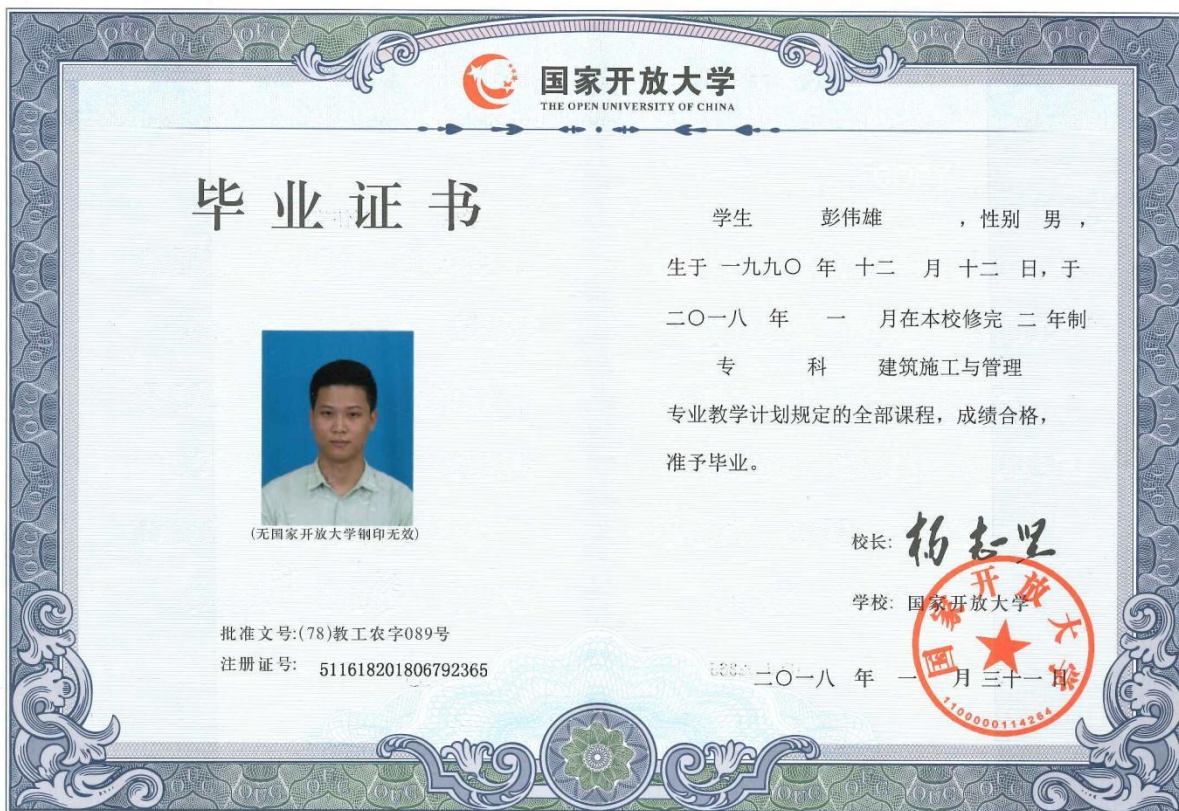 国家开放大学
THE OPEN UNIVERSITY OF CHINA
毕业证书
(无国家开放大学钢印无效)
批准文号:(78)教工农字089号
注册证号: 511618201806792365
学生 彭伟雄 ，性别 男 ，
生于 一九九〇 年 十二 月 十二 日，于
二〇一八 年 一 月在本校修完 二 年制
专 科 建筑施工与管理
专业教学计划规定的全部课程，成绩合格，
准予毕业。
校长: 杨志坚
学校: 国家开放大学
二〇一八 年 一 月 三十一 日
国家开放大学
1100000114264